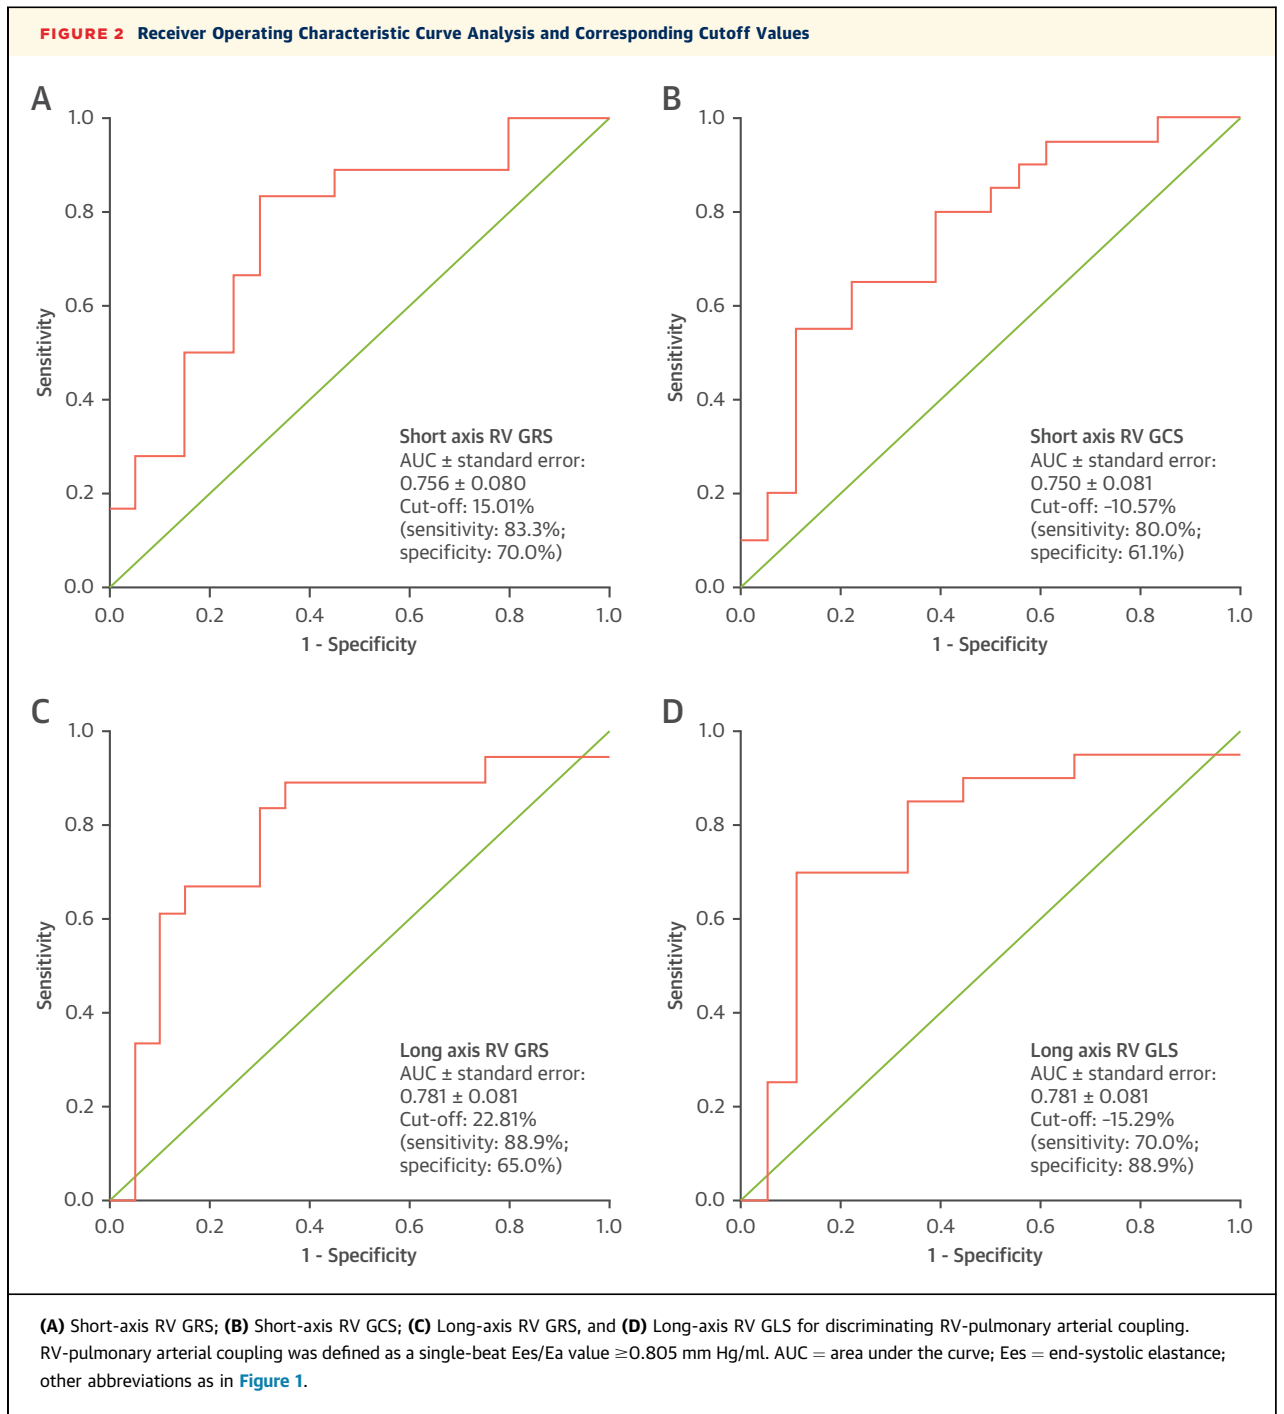 FIGURE 2 Receiver Operating Characteristic Curve Analysis and Corresponding Cutoff Values
A
1.0
0.8
0.6
0.4
0.2
0.0
Sensitivity
0.0 0.2 0.4 0.6 0.8 1.0
1 - Specificity
Short axis RV GRS
AUC ± standard error:
0.756 ± 0.080
Cut-off: 15.01%
(sensitivity: 83.3%;
specificity: 70.0%)
B
1.0
0.8
0.6
0.4
0.2
0.0
Sensitivity
0.0 0.2 0.4 0.6 0.8 1.0
1 - Specificity
Short axis RV GCS
AUC ± standard error:
0.750 ± 0.081
Cut-off: -10.57%
(sensitivity: 80.0%;
specificity: 61.1%)
C
1.0
0.8
0.6
0.4
0.2
0.0
Sensitivity
0.0 0.2 0.4 0.6 0.8 1.0
1 - Specificity
Long axis RV GRS
AUC ± standard error:
0.781 ± 0.081
Cut-off: 22.81%
(sensitivity: 88.9%;
specificity: 65.0%)
D
1.0
0.8
0.6
0.4
0.2
0.0
Sensitivity
0.0 0.2 0.4 0.6 0.8 1.0
1 - Specificity
Long axis RV GLS
AUC ± standard error:
0.781 ± 0.081
Cut-off: -15.29%
(sensitivity: 70.0%;
specificity: 88.9%)
(A) Short-axis RV GRS; (B) Short-axis RV GCS; (C) Long-axis RV GRS, and (D) Long-axis RV GLS for discriminating RV-pulmonary arterial coupling.
RV-pulmonary arterial coupling was defined as a single-beat Ees/Ea value ≥0.805 mm Hg/ml. AUC = area under the curve; Ees = end-systolic elastance;
other abbreviations as in Figure 1.